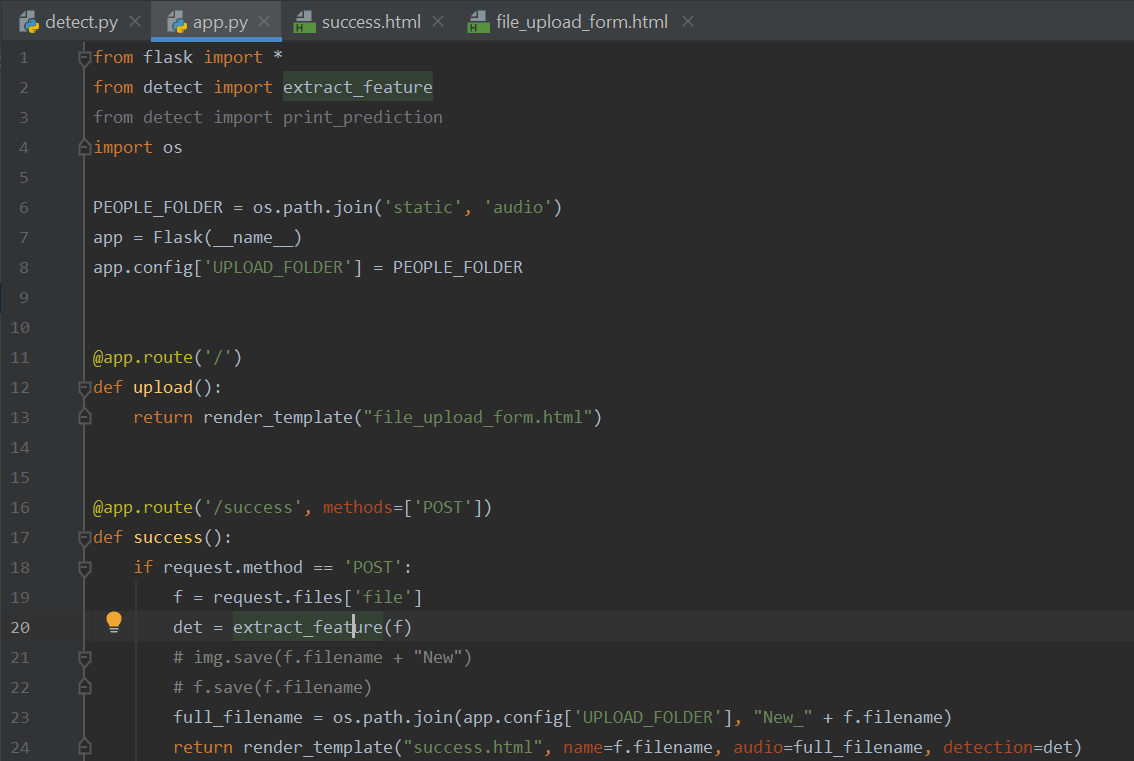 detect.py app.py success.html file_upload_form.html
1 from flask import *
2 from detect import extract_feature
3 from detect import print_prediction
4 import os
5
6 PEOPLE_FOLDER = os.path.join('static', 'audio')
7 app = Flask(__name__)
8 app.config['UPLOAD_FOLDER'] = PEOPLE_FOLDER
9
10
11 @app.route('/')
12 def upload():
13     return render_template("file_upload_form.html")
14
15
16 @app.route('/success', methods=['POST'])
17 def success():
18     if request.method == 'POST':
19         f = request.files['file']
20         det = extract_feature(f)
21         # img.save(f.filename + "New")
22         # f.save(f.filename)
23         full_filename = os.path.join(app.config['UPLOAD_FOLDER'], "New_" + f.filename)
24         return render_template("success.html", name=f.filename, audio=full_filename, detection=det)